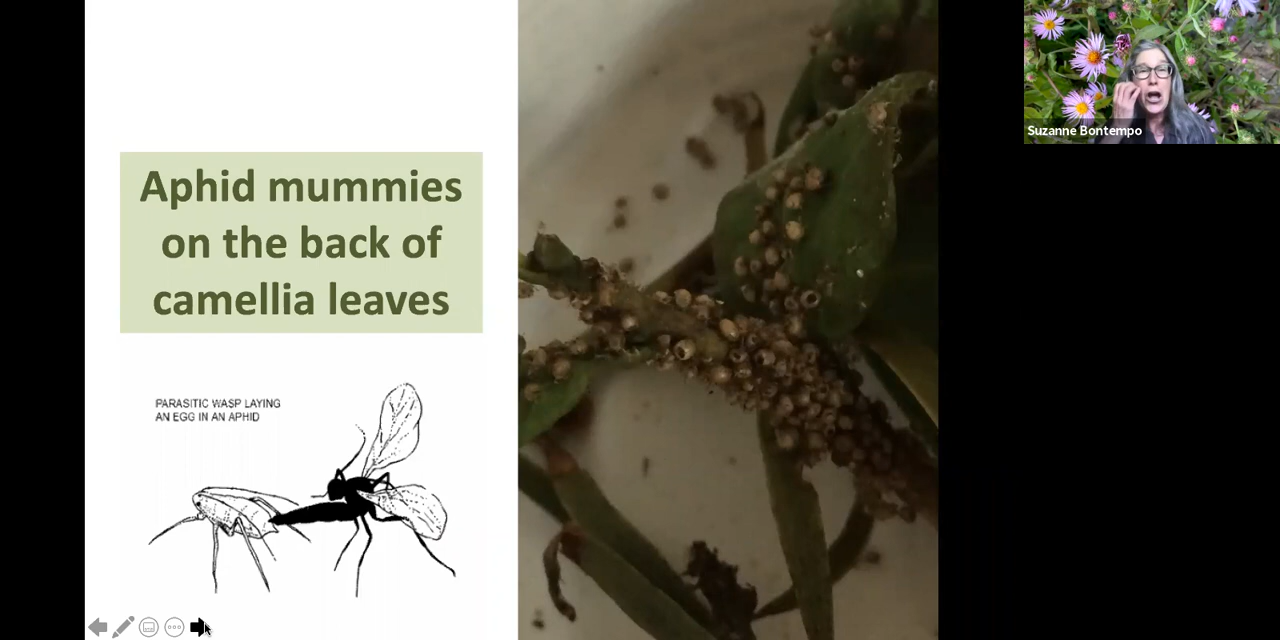 Aphid mummies
on the back of
camellia leaves
PARASITIC WASP LAYING
AN EGG IN AN APHID
Suzanne Bontempo